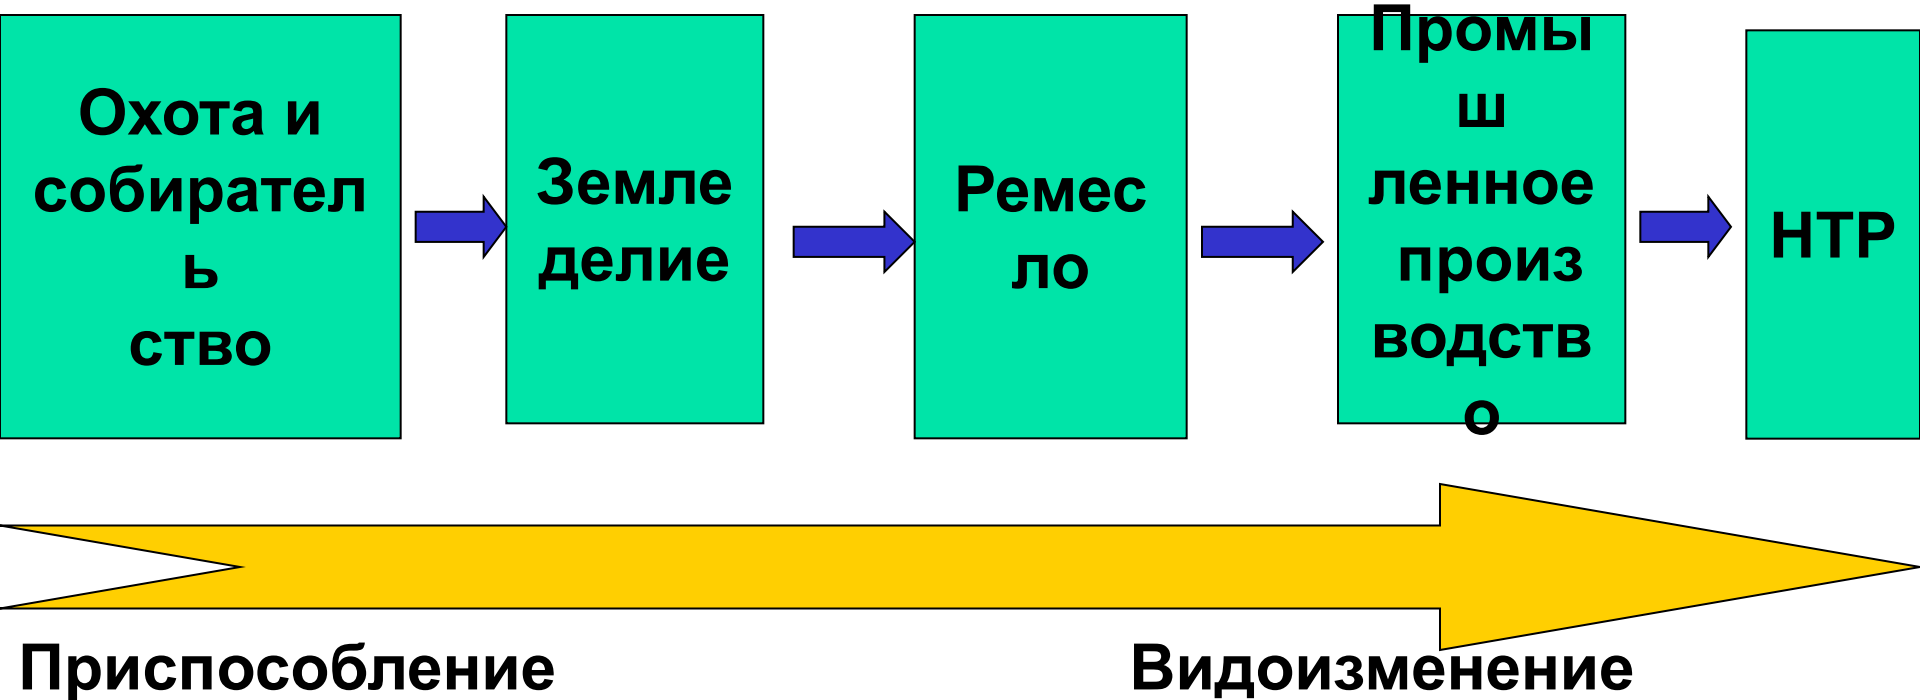 Охота и
собирател
ь
ство
Земле
делие
Ремес
ло
Промы
ш
ленное
произ
водств
о
НТР
Приспособление
Видоизменение